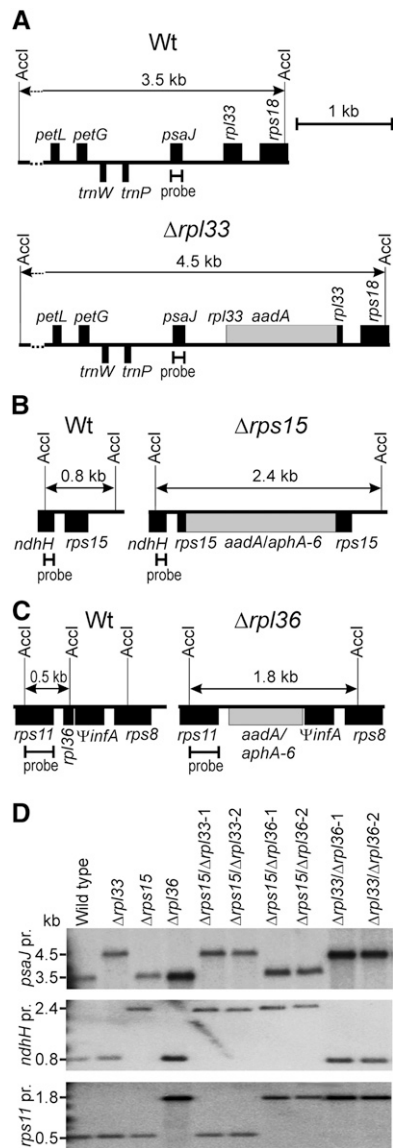 A
Wt
AccI
AccI
3.5 kb
1 kb
petL
petG
psaJ
rpl33
rps18
trnW
trnP
probe
Δrpl33
AccI
AccI
4.5 kb
petL
petG
psaJ
rpl33
aadA
rpl33
rps18
trnW
trnP
probe
B
Wt
Δrps15
AccI
AccI
AccI
AccI
0.8 kb
2.4 kb
ndhH
rps15
ndhH
rps15
aadA/aphA-6
rps15
probe
probe
C
Wt
Δrpl36
AccI
AccI
AccI
AccI
AccI
0.5 kb
1.8 kb
rps11
rpl36
ΨinfA
rps8
rps11
aadA/
aphA-6
ΨinfA
rps8
probe
probe
D
kb
Wild type
Δrpl33
Δrps15
Δrpl36
Δrps15/Δrpl33-1
Δrps15/Δrpl33-2
Δrps15/Δrpl36-1
Δrps15/Δrpl36-2
Δrpl33/Δrpl36-1
Δrpl33/Δrpl36-2
psaJ pr.
4.5
3.5
ndhH pr.
2.4
0.8
rps11 pr.
1.8
0.5